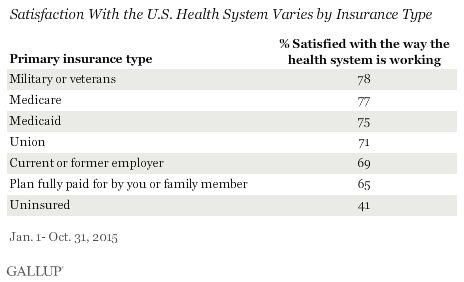 Satisfaction With the U.S. Health System Varies by Insurance Type
% Satisfied with the way the
Primary insurance type health system is working
Military or veterans 78
Medicare 77
Medicaid 75
Union 71
Current or former employer 69
Plan fully paid for by you or family member 65
Uninsured 41
Jan. 1- Oct. 31, 2015
GALLUP